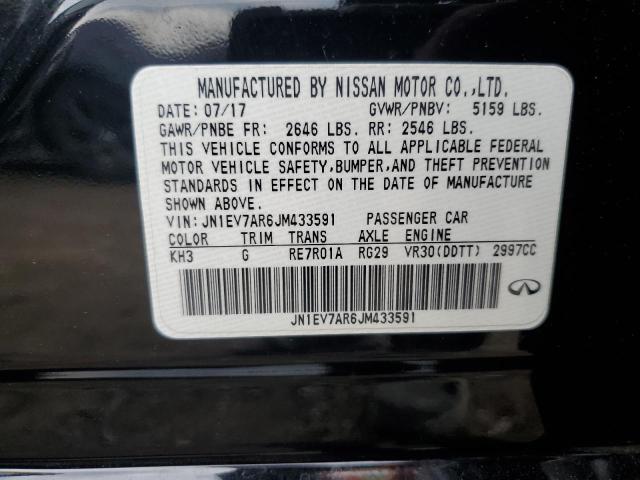 MANUFACTURED BY NISSAN MOTOR CO.,LTD.
DATE: 07/17 GVWR/PNBV: 5159 LBS.
GAWR/PNBE FR: 2646 LBS. RR: 2546 LBS.
THIS VEHICLE CONFORMS TO ALL APPLICABLE FEDERAL
MOTOR VEHICLE SAFETY,BUMPER,AND THEFT PREVENTION
STANDARDS IN EFFECT ON THE DATE OF MANUFACTURE
SHOWN ABOVE.
VIN: JN1EV7AR6JM433591 PASSENGER CAR
COLOR TRIM TRANS AXLE ENGINE
KH3 G RE7R01A RG29 VR30(DDTT) 2997CC
JN1EV7AR6JM433591